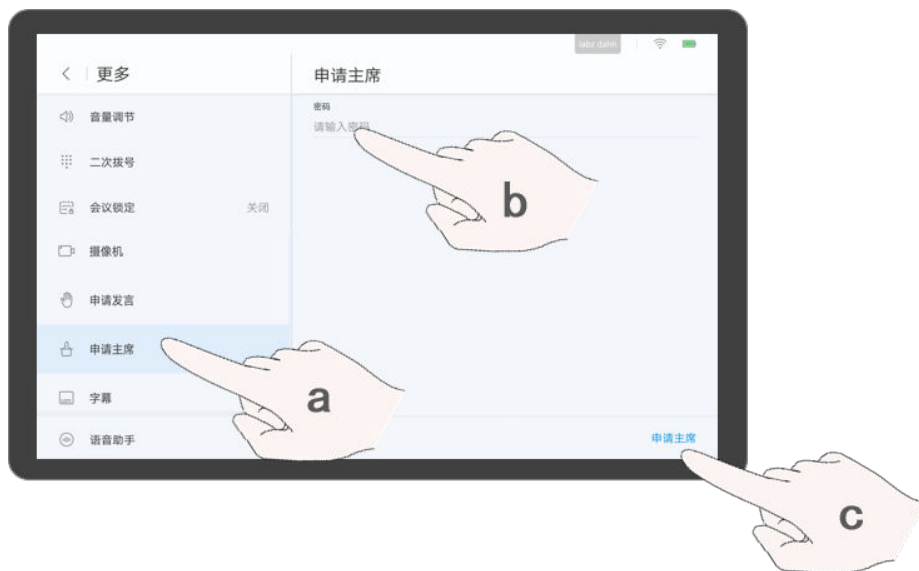 更多
音量调节
二次拨号
会议锁定 关闭
摄像机
申请发言
申请主席
字幕
语音助手
申请主席
密码
请输入密码
申请主席
a
b
c